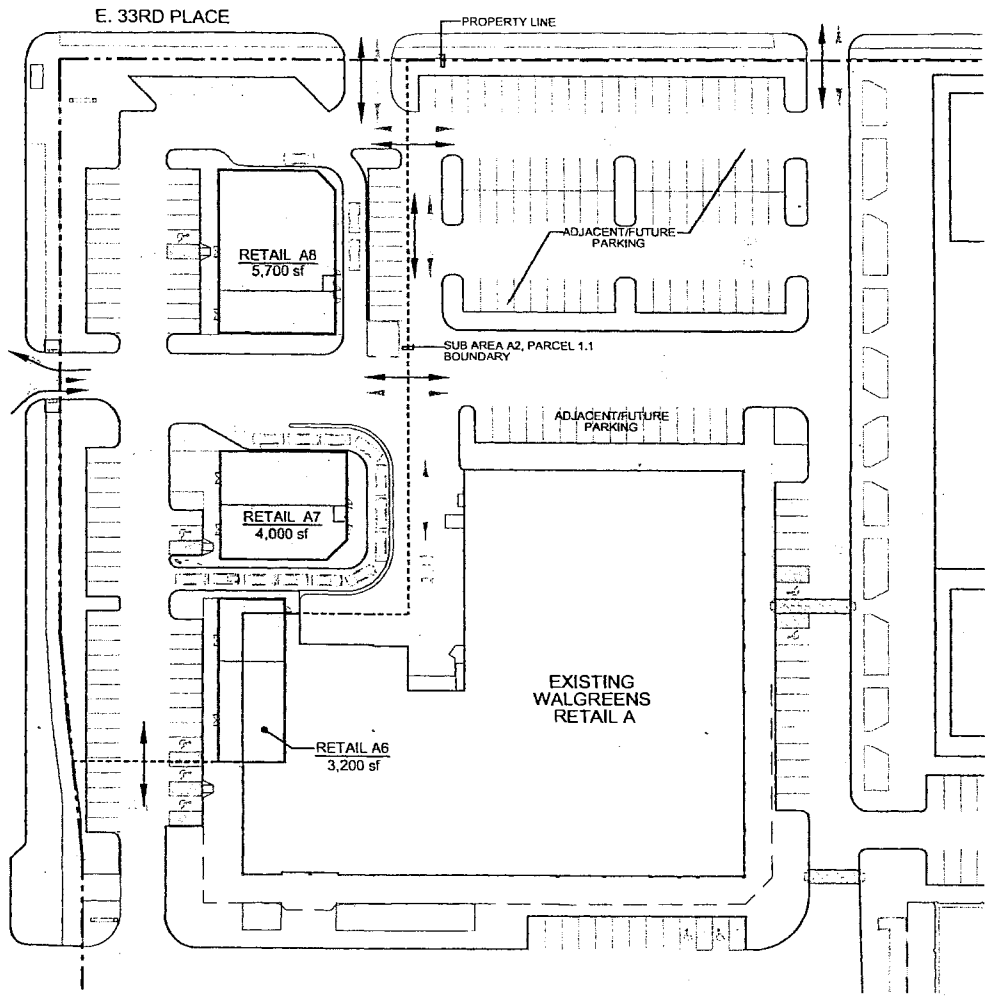 E. 33RD PLACE
PROPERTY LINE
RETAIL A8
5,700 sf
ADJACENT/FUTURE
PARKING
SUB AREA A2, PARCEL 1.1
BOUNDARY
ADJACENT/FUTURE
PARKING
RETAIL A7
4,000 sf
EXISTING
WALGREENS
RETAIL A
RETAIL A6
3,200 sf